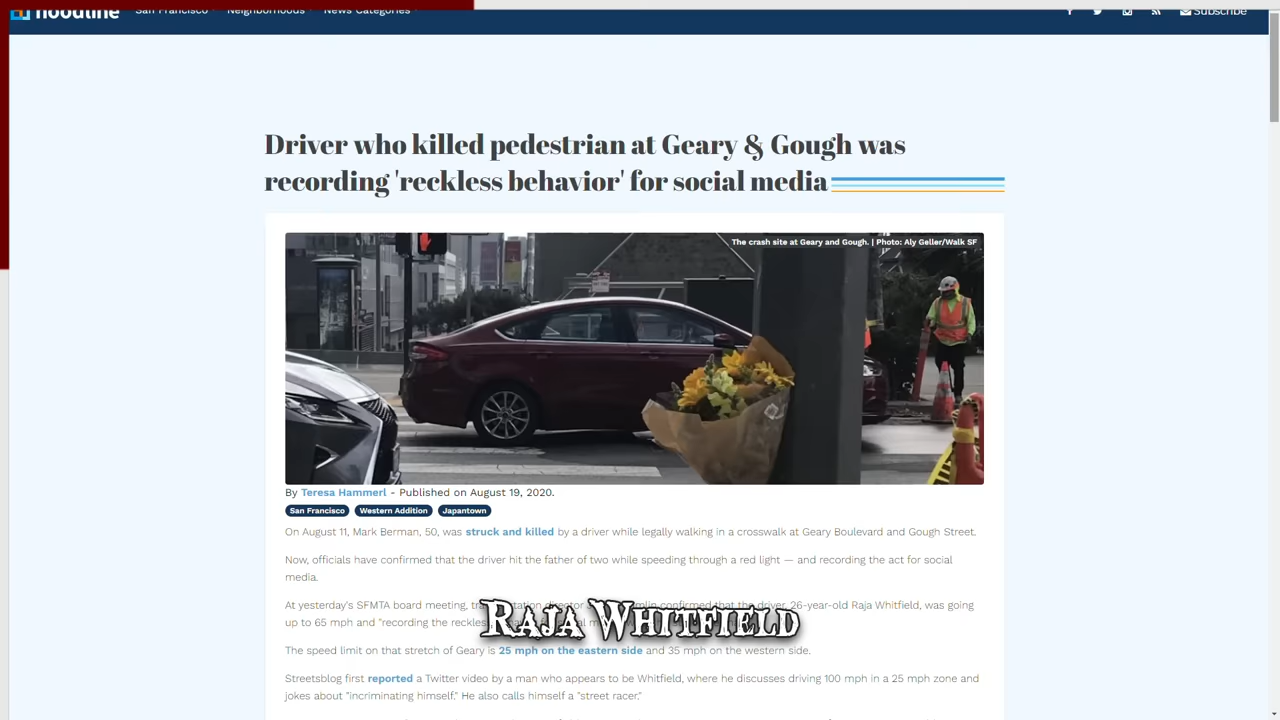 hoodline San Francisco Neighborhoods News Categories Subscribe
Driver who killed pedestrian at Geary & Gough was
recording 'reckless behavior' for social media
The crash site at Geary and Gough. | Photo: Aly Geller/Walk SF
By Teresa Hammerl - Published on August 19, 2020.
San Francisco Western Addition Japantown
On August 11, Mark Berman, 50, was struck and killed by a driver while legally walking in a crosswalk at Geary Boulevard and Gough Street.
Now, officials have confirmed that the driver hit the father of two while speeding through a red light — and recording the act for social
media.
At yesterday's SFMTA board meeting, confirmed that the driver, 26-year-old Raja Whitfield, was going
up to 65 mph and "recording the reckless
Raja Whitfield
The speed limit on that stretch of Geary is 25 mph on the eastern side and 35 mph on the western side.
Streetsblog first reported a Twitter video by a man who appears to be Whitfield, where he discusses driving 100 mph in a 25 mph zone and
jokes about "incriminating himself." He also calls himself a "street racer."